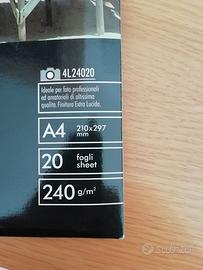 4L24020
Ideale per foto professionali
ed amatoriali di altissima
qualità. Finitura Extra Lucida.
A4 210x297
mm
20 fogli
sheet
240 g/m²
subito